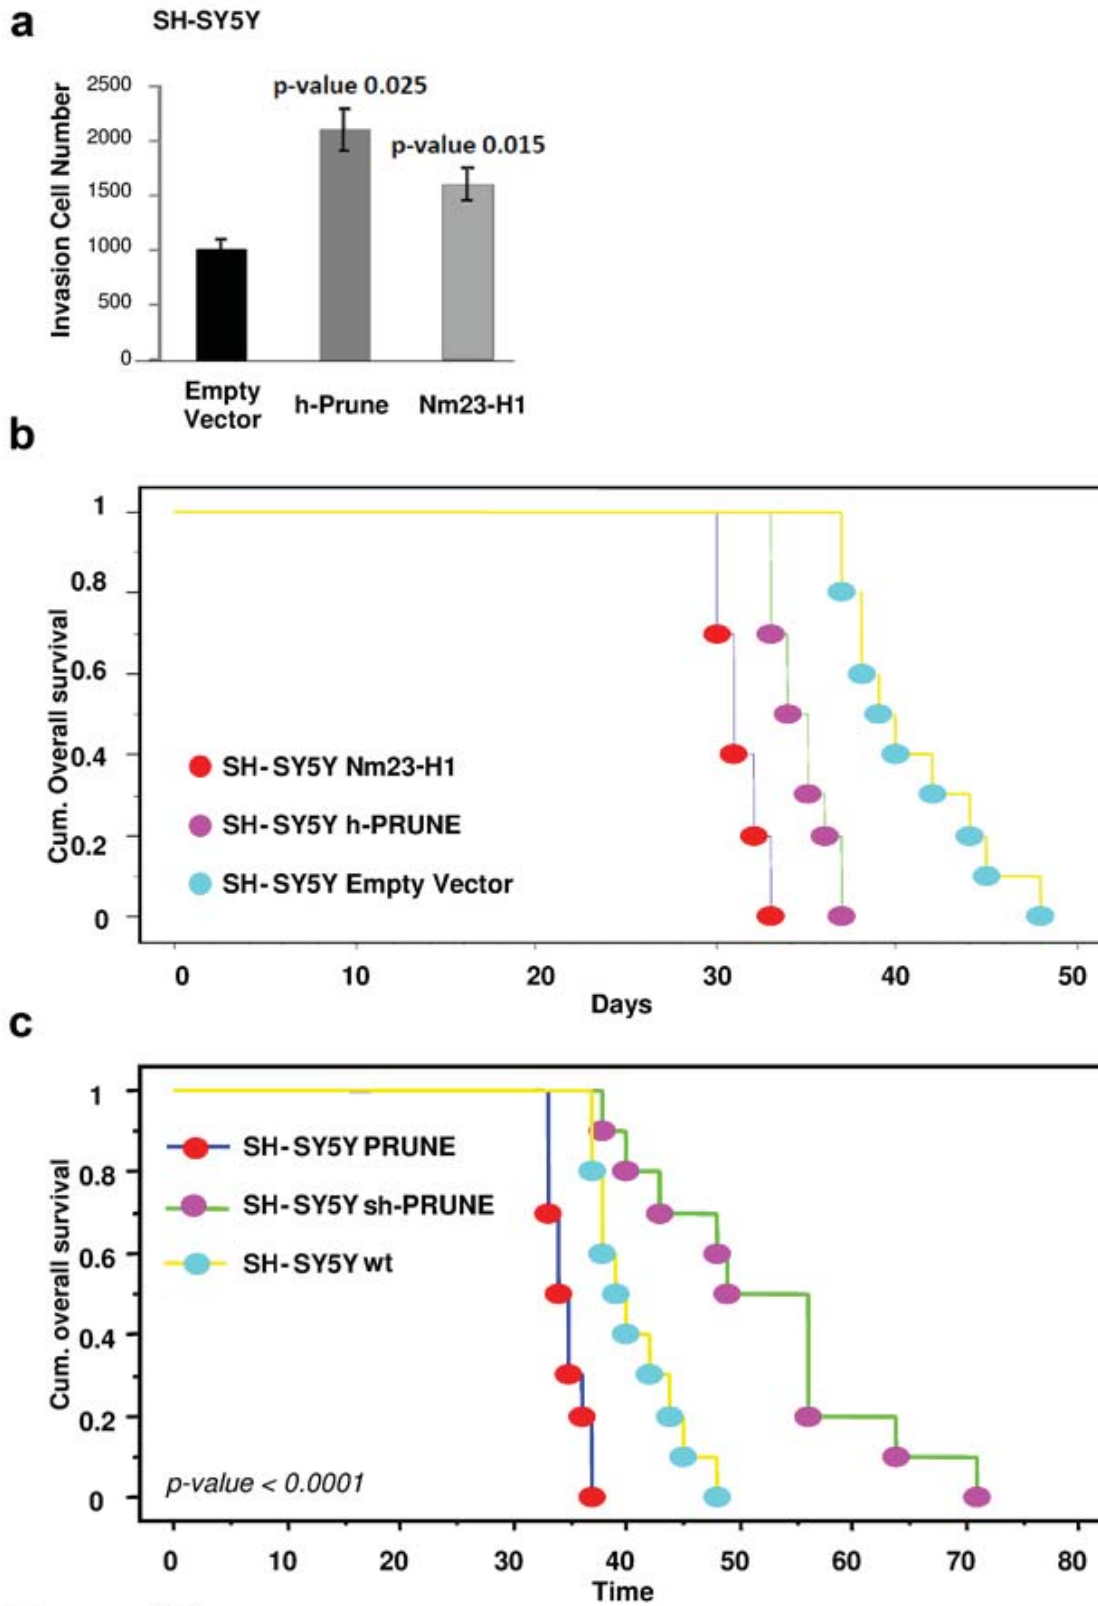 a
SH-SY5Y
Invasion Cell Number
2500
2000
1500
1000
500
0
p-value 0.025
p-value 0.015
Empty
Vector
h-Prune
Nm23-H1
b
Cum. Overall survival
1
0.8
0.6
0.4
0.2
0
SH-SY5Y Nm23-H1
SH-SY5Y h-PRUNE
SH-SY5Y Empty Vector
0 10 20 30 40 50
Days
c
Cum. overall survival
1
0.8
0.6
0.4
0.2
0
SH-SY5Y PRUNE
SH-SY5Y sh-PRUNE
SH-SY5Y wt
p-value < 0.0001
0 10 20 30 40 50 60 70 80
Time